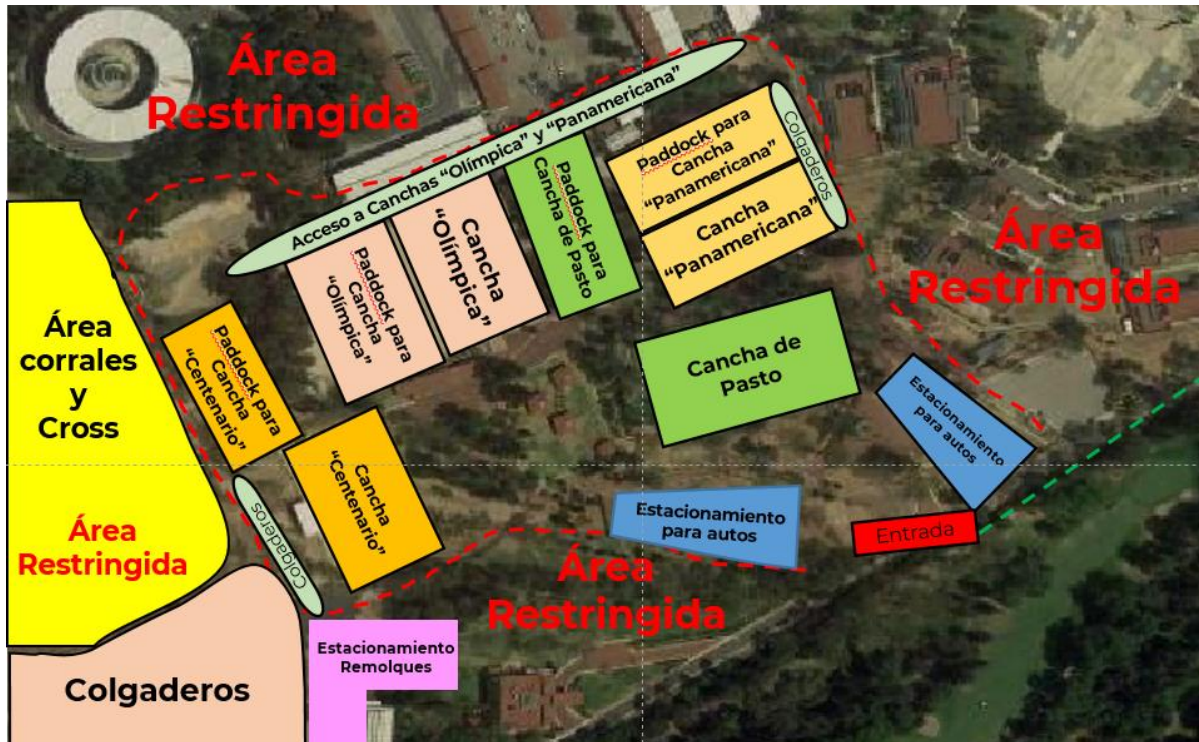 Área
Restringida
Acceso a Canchas “Olímpica” y “Panamericana”
Paddock para
Cancha
“Panamericana”
Cancha
“Panamericana”
Colgaderos
Paddock para
Cancha de Pasto
Cancha
“Olímpica”
Paddock para
Cancha
“Olímpica”
Área
Restringida
Área
corrales
y
Cross
Área
Restringida
Paddock para
Cancha
“Centenario”
Cancha
“Centenario”
Colgaderos
Cancha de
Pasto
Estacionamiento
para autos
Estacionamiento
para autos
Entrada
Área
Restringida
Estacionamiento
Remolques
Colgaderos